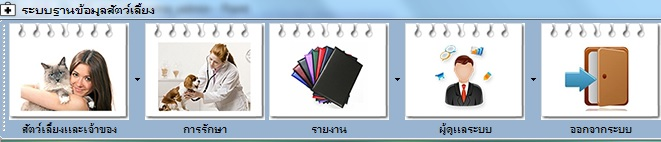 ระบบฐานข้อมูลสัตว์เลี้ยง
สัตว์เลี้ยงและเจ้าของ
การรักษา
รายงาน
ผู้ดูแลระบบ
ออกจากระบบ